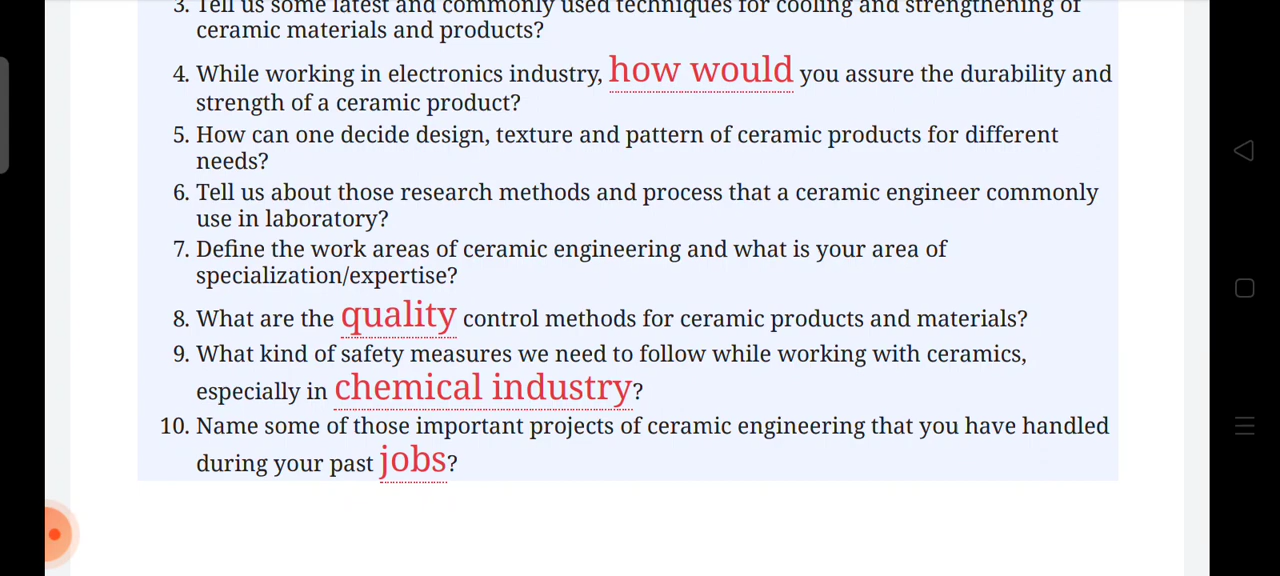 3. Tell us some latest and commonly used techniques for cooling and strengthening of
ceramic materials and products?
4. While working in electronics industry, how would you assure the durability and
strength of a ceramic product?
5. How can one decide design, texture and pattern of ceramic products for different
needs?
6. Tell us about those research methods and process that a ceramic engineer commonly
use in laboratory?
7. Define the work areas of ceramic engineering and what is your area of
specialization/expertise?
8. What are the quality control methods for ceramic products and materials?
9. What kind of safety measures we need to follow while working with ceramics,
especially in chemical industry?
10. Name some of those important projects of ceramic engineering that you have handled
during your past jobs?